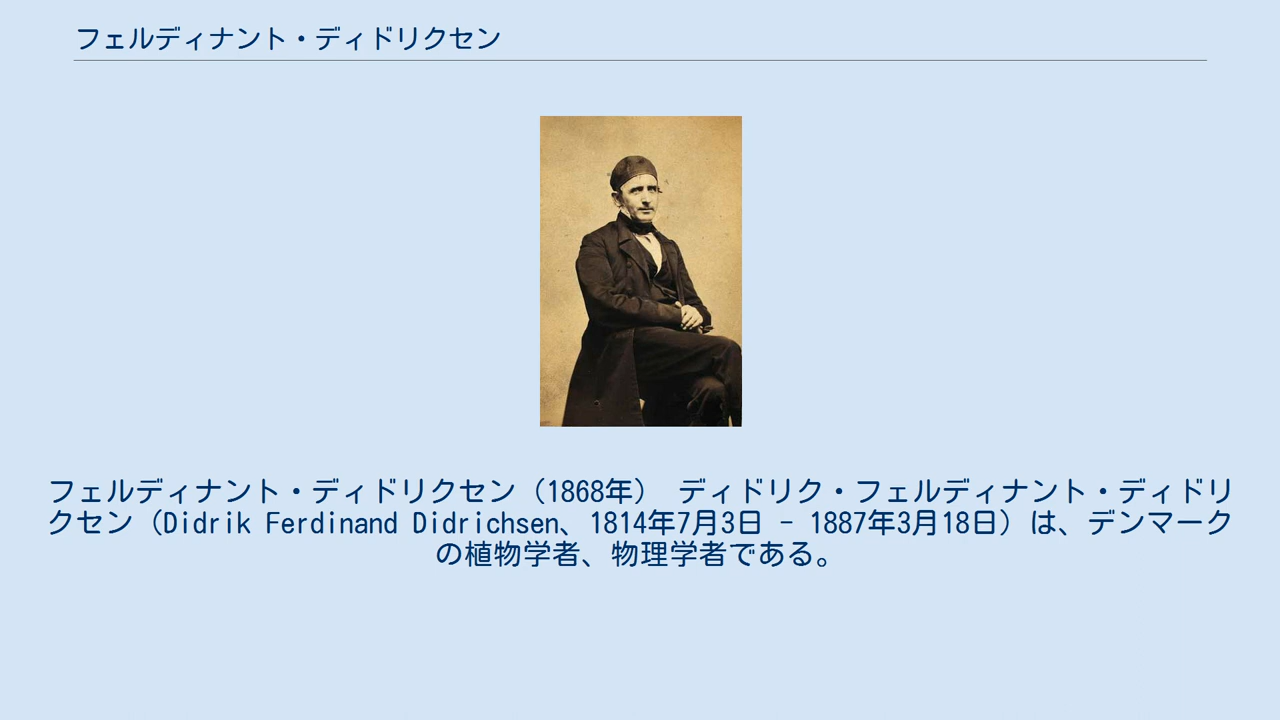 フェルディナント・ディドリクセン
フェルディナント・ディドリクセン（1868年） ディドリク・フェルディナント・ディドリ
クセン（Didrik Ferdinand Didrichsen、1814年7月3日 - 1887年3月18日）は、デンマーク
の植物学者、物理学者である。